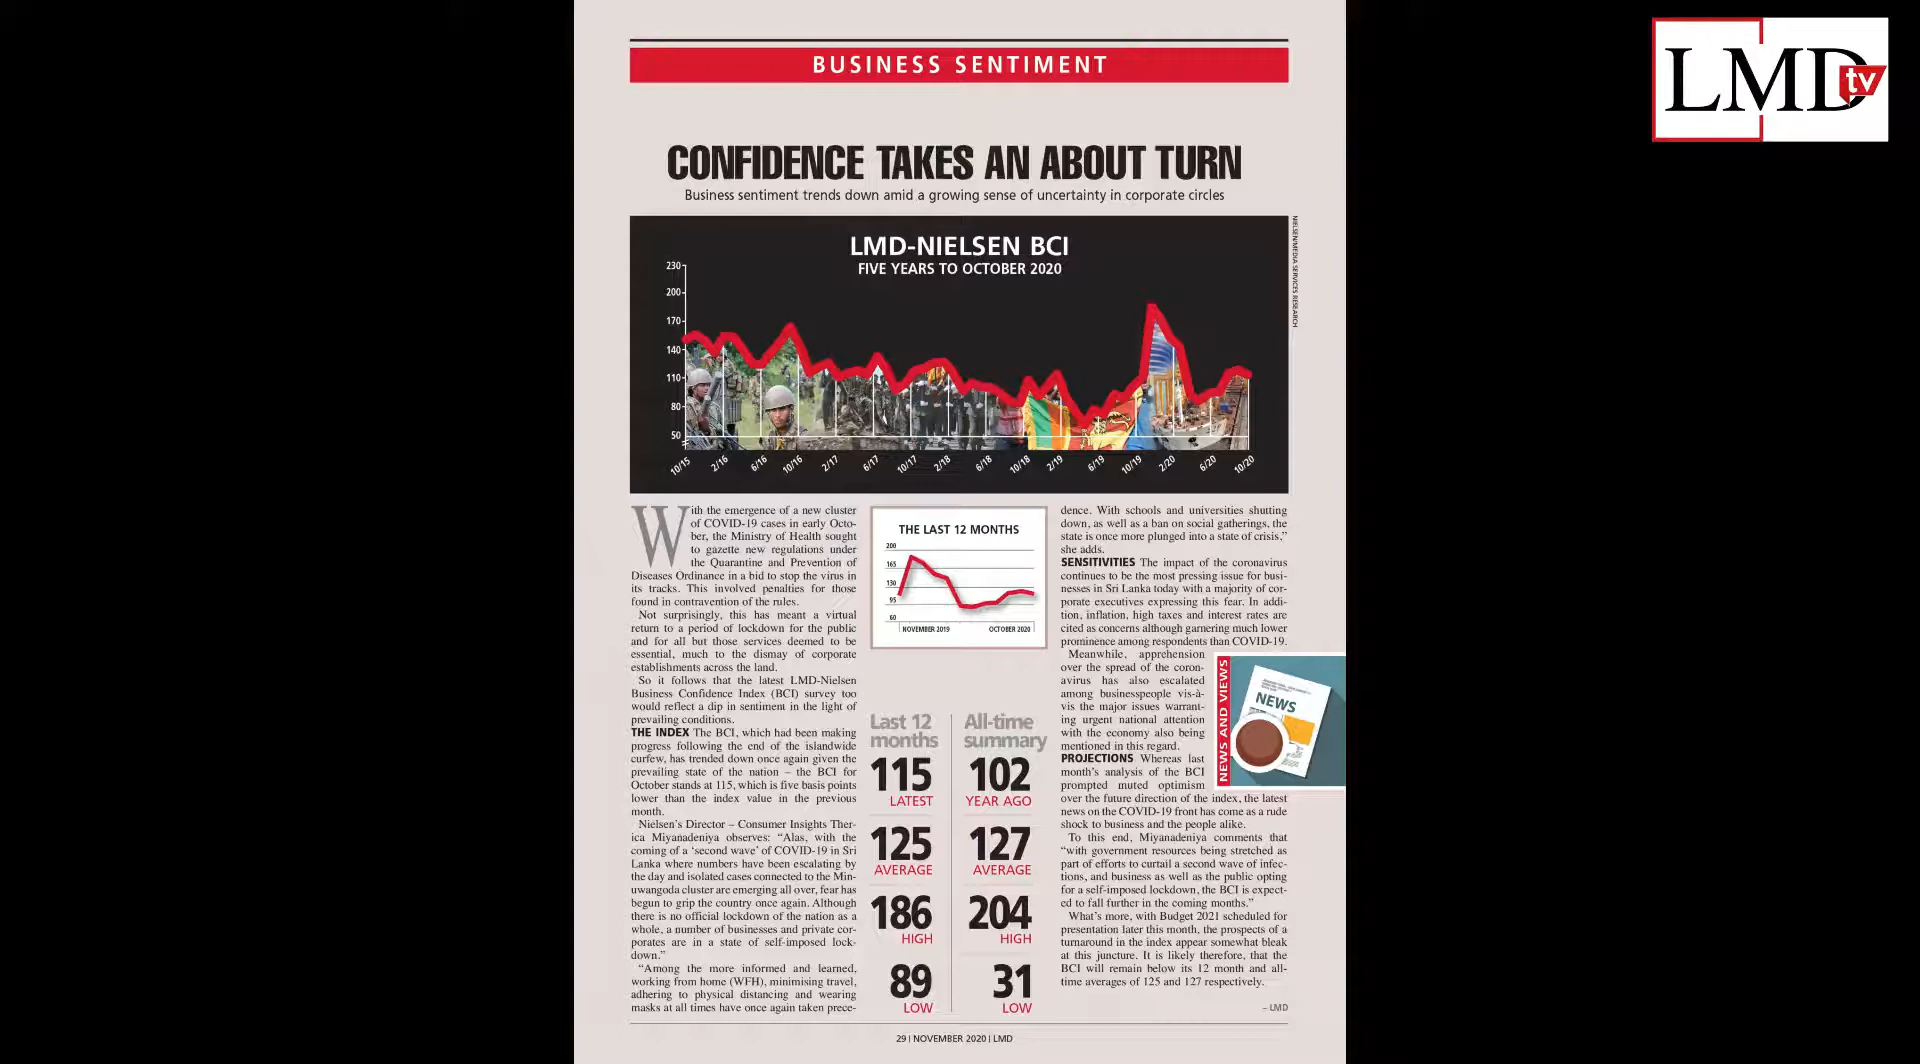 LMD tv
BUSINESS SENTIMENT
CONFIDENCE TAKES AN ABOUT TURN
Business sentiment trends down amid a growing sense of uncertainty in corporate circles
LMD-NIELSEN BCI
FIVE YEARS TO OCTOBER 2020
NIELSEN/MEDIA SERVICES RESEARCH
230
200
170
140
110
80
50
10/15 2/16 6/16 10/16 2/17 6/17 10/17 2/18 6/18 10/18 2/19 6/19 10/19 2/20 6/20 10/20
With the emergence of a new cluster
of COVID-19 cases in early Octo-
ber, the Ministry of Health sought
to gazette new regulations under
the Quarantine and Prevention of
Diseases Ordinance in a bid to stop the virus in
its tracks. This involved penalties for those
found in contravention of the rules.
Not surprisingly, this has meant a virtual
return to a period of lockdown for the public
and for all but those services deemed to be
essential, much to the dismay of corporate
establishments across the land.
So it follows that the latest LMD-Nielsen
Business Confidence Index (BCI) survey too
would reflect a dip in sentiment in the light of
prevailing conditions.
THE INDEX The BCI, which had been making
progress following the end of the islandwide
curfew, has trended down once again given the
prevailing state of the nation – the BCI for
October stands at 115, which is five basis points
lower than the index value in the previous
month.
Nielsen's Director – Consumer Insights Ther-
ica Miyanadeniya observes: “Alas, with the
coming of a ‘second wave’ of COVID-19 in Sri
Lanka where numbers have been escalating by
the day and isolated cases connected to the Min-
uwangoda cluster are emerging all over, fear has
begun to grip the country once again. Although
there is no official lockdown of the nation as a
whole, a number of businesses and private cor-
porates are in a state of self-imposed lock-
down.”
“Among the more informed and learned,
working from home (WFH), minimising travel,
adhering to physical distancing and wearing
masks at all times have once again taken prece-
THE LAST 12 MONTHS
200
165
130
95
60
NOVEMBER 2019 OCTOBER 2020
Last 12
months
115
LATEST
125
AVERAGE
186
HIGH
89
LOW
All-time
summary
102
YEAR AGO
127
AVERAGE
204
HIGH
31
LOW
dence. With schools and universities shutting
down, as well as a ban on social gatherings, the
state is once more plunged into a state of crisis,”
she adds.
SENSITIVITIES The impact of the coronavirus
continues to be the most pressing issue for busi-
nesses in Sri Lanka today with a majority of cor-
porate executives expressing this fear. In addi-
tion, inflation, high taxes and interest rates are
cited as concerns although garnering much lower
prominence among respondents than COVID-19.
Meanwhile, apprehension
over the spread of the coron-
avirus has also escalated
among businesspeople vis-à-
vis the major issues warrant-
ing urgent national attention
with the economy also being
mentioned in this regard.
PROJECTIONS Whereas last
month's analysis of the BCI
prompted muted optimism
over the future direction of the index, the latest
news on the COVID-19 front has come as a rude
shock to business and the people alike.
To this end, Miyanadeniya comments that
“with government resources being stretched as
part of efforts to curtail a second wave of infec-
tions, and business as well as the public opting
for a self-imposed lockdown, the BCI is expect-
ed to fall further in the coming months.”
What's more, with Budget 2021 scheduled for
presentation later this month, the prospects of a
turnaround in the index appear somewhat bleak
at this juncture. It is likely therefore, that the
BCI will remain below its 12 month and all-
time averages of 125 and 127 respectively.
– LMD
NEWS AND VIEWS
NEWS
29 | NOVEMBER 2020 | LMD